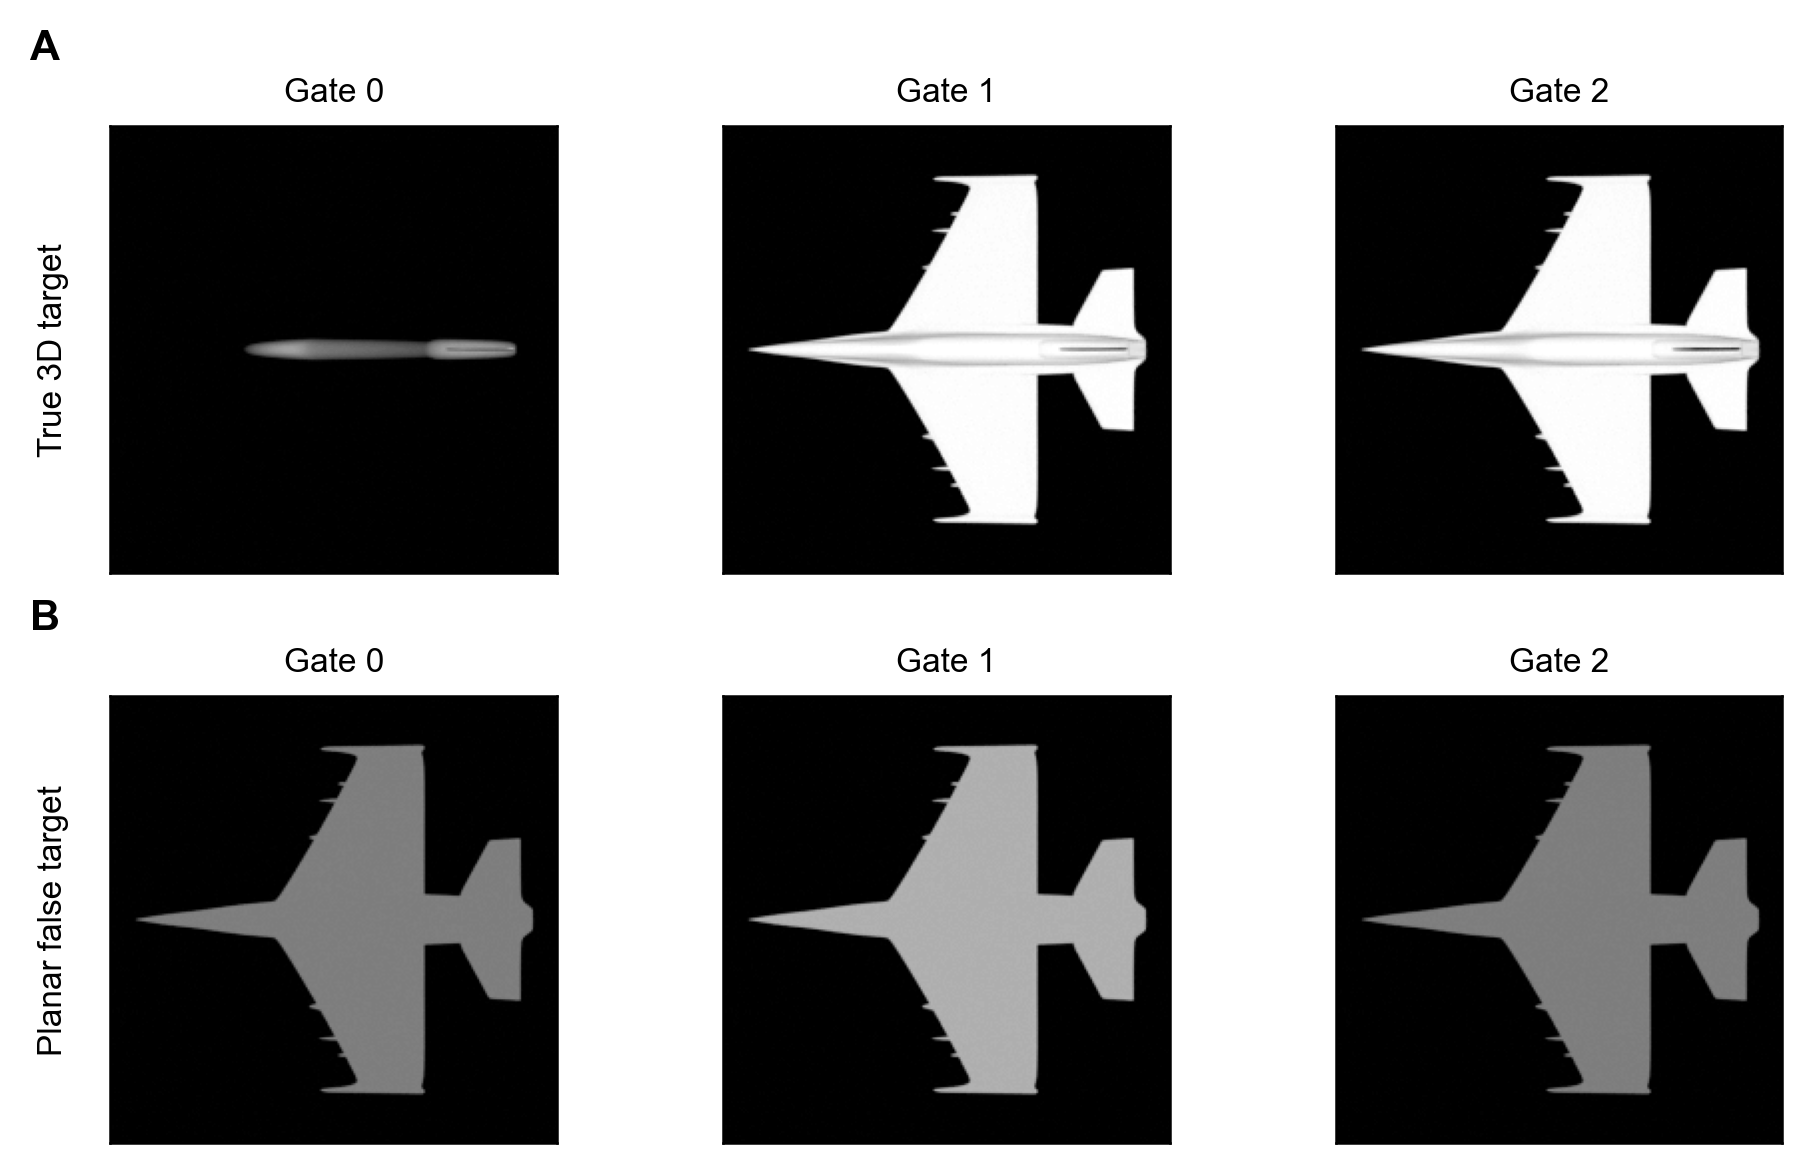 A
Gate 0
Gate 1
Gate 2
True 3D target
B
Gate 0
Gate 1
Gate 2
Planar false target